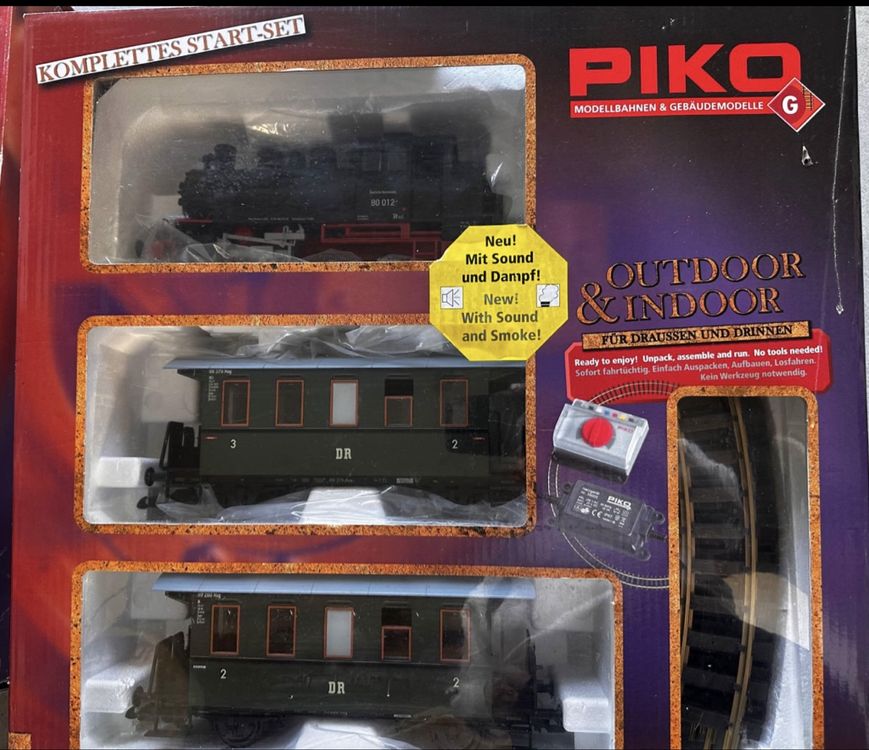 KOMPLETTES START-SET
PIKO
MODELLBAHNEN & GEBÄUDEMODELLE
G
80 012
Neu!
Mit Sound
und Dampf!
New!
With Sound
and Smoke!
OUTDOOR
& INDOOR
FÜR DRAUSSEN UND DRINNEN
Ready to enjoy! Unpack, assemble and run. No tools needed!
Sofort fahrtüchtig. Einfach Auspacken, Aufbauen, Losfahren.
Kein Werkzeug notwendig.
PIKO
PIKO
3
DR
2
2
DR
2